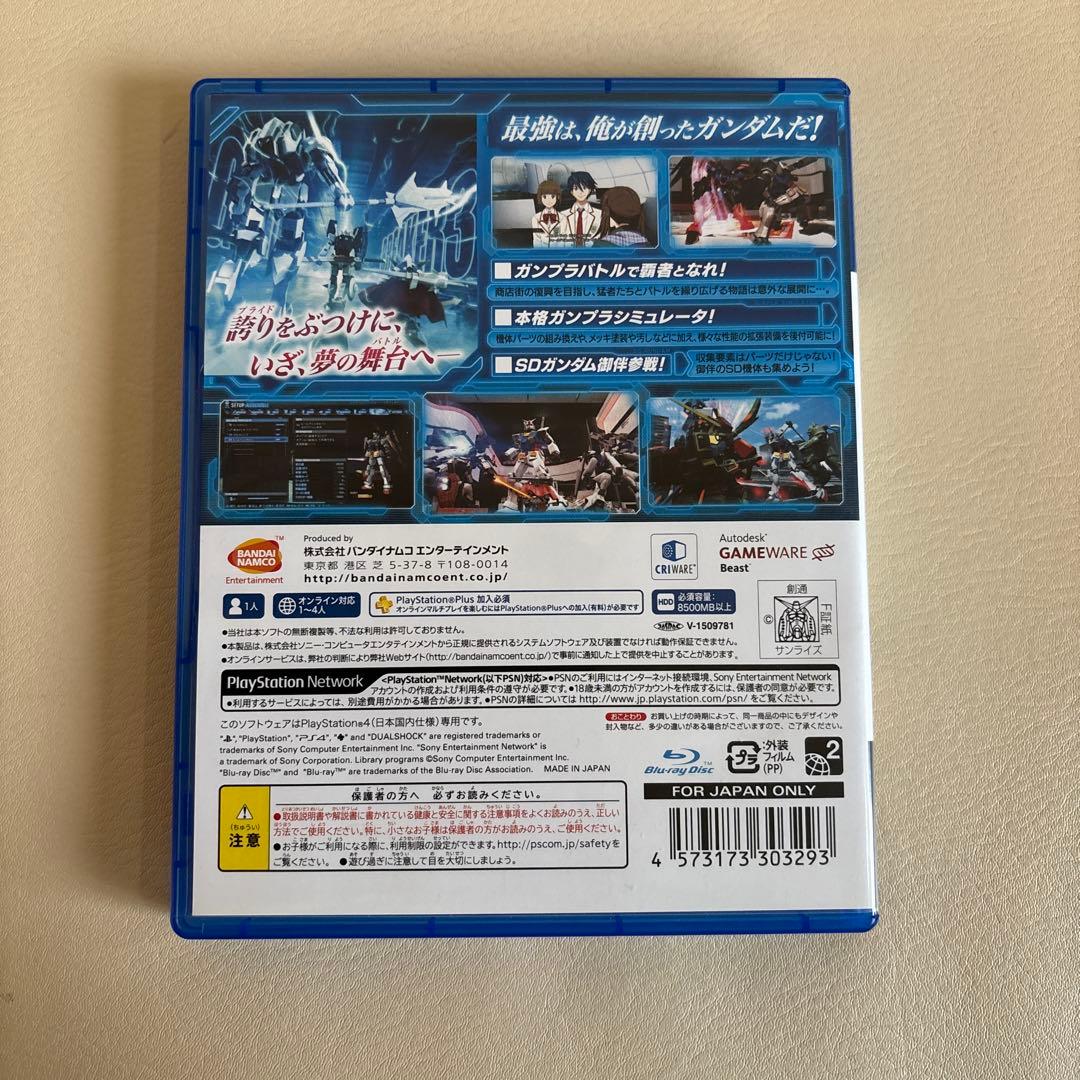 最強は、俺が創ったガンダムだ!
ガンプラバトルで覇者となれ!
商店街の復興を目指し、猛者たちとバトルを繰り広げる物語は意外な展開に…。
本格ガンプラシミュレータ!
機体パーツの組み換えや、メッキ塗装や汚しなどに加え、様々な性能の拡張装備を後付可能に!
SDガンダム御伴参戦!
収集要素はパーツだけじゃない!
御伴のSD機体も集めよう!
プライド
誇りをぶつけに、
バトル
いざ、夢の舞台へ―
SETUP ASSEMBLE
BANDAI
NAMCO
Entertainment
Produced by
株式会社 バンダイナムコ エンターテインメント
東京都 港区 芝 5-37-8 〒108-0014
http://bandainamcoent.co.jp/
CRIWARE™
Autodesk®
GAMEWARE
Beast™
1人
オンライン対応
1~4人
PlayStation®Plus 加入必須
オンラインマルチプレイを楽しむにはPlayStation®Plusへの加入(有料)が必要です
HDD 必須容量:
8500MB以上
V-1509781
創通
©
サンライズ
F証紙
●当社は本ソフトの無断複製等、不法な利用は許可しておりません。
●本製品は、株式会社ソニー・コンピュータエンタテインメントから正規に提供されるシステムソフトウェア及び装置でなければ動作保証できません。
●オンラインサービスは、弊社の判断により弊社Webサイト(http://bandainamcoent.co.jp/)で事前に通知した上で提供を中止することがあります。
PlayStation Network
<PlayStation™Network(以下PSN)対応>●PSNのご利用にはインターネット接続環境、Sony Entertainment Network
アカウントの作成および利用条件の遵守が必要です。●18歳未満の方がアカウントを作成するには、保護者の同意が必要です。
●利用するサービスによっては、別途費用がかかる場合があります。●PSNの詳細については http://www.jp.playstation.com/psn/ をご覧ください。
このソフトウェアはPlayStation®4(日本国内仕様)専用です。
", "PlayStation", "PS4", " " and "DUALSHOCK" are registered trademarks or
trademarks of Sony Computer Entertainment Inc. "Sony Entertainment Network" is
a trademark of Sony Corporation. Library programs ©Sony Computer Entertainment Inc.
"Blu-ray Disc™ and "Blu-ray™ are trademarks of the Blu-ray Disc Association. MADE IN JAPAN
おことわり お買い上げの時期によって、同一商品の中にもデザインや
封入物など、多少の違いがある場合がございますので、ご了承ください。
Blu-ray Disc™
プラ
:外装
フィルム
(PP)
2
FOR JAPAN ONLY
(ちゅうい)
注意
保護者の方へ 必ずお読みください。
●取扱説明書や解説書に書かれている健康と安全に関する注意事項をよくお読みのうえ、正しい
方法でご使用ください。特に、小さなお子様は保護者の方がお読みのうえ、ご使用ください。
●お子様がご利用になる際に、利用制限の設定ができます。http://pscom.jp/safetyを
ご覧ください。 ●遊び過ぎに注意して目を大切にしましょう。
4 573173 303293